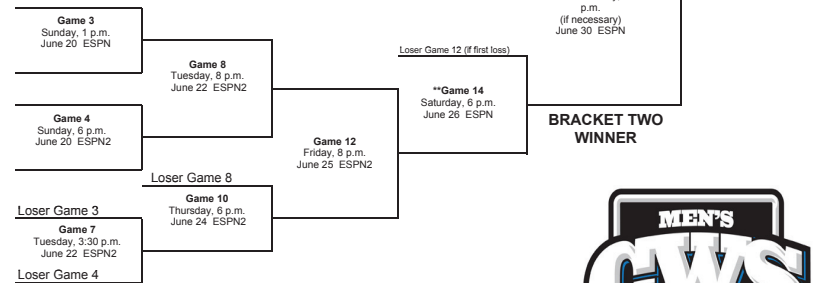 p.m.
(if necessary)
June 30  ESPN
Game 3
Sunday, 1 p.m.
June 20  ESPN
Loser Game 12 (if first loss)
Game 8
Tuesday, 8 p.m.
June 22  ESPN2
**Game 14
Saturday, 6 p.m.
June 26  ESPN
Game 4
Sunday, 6 p.m.
June 20  ESPN2
BRACKET TWO
WINNER
Game 12
Friday, 8 p.m.
June 25  ESPN2
Loser Game 8
Game 10
Thursday, 6 p.m.
June 24  ESPN2
Loser Game 3
Game 7
Tuesday, 3:30 p.m.
June 22  ESPN2
Loser Game 4
MEN'S
CWS